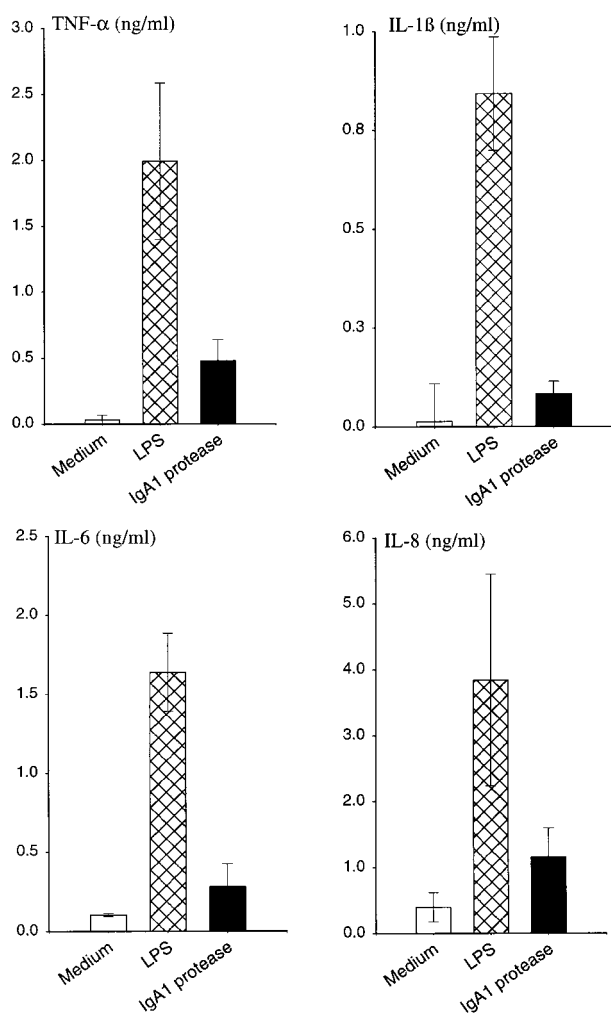 TNF-α (ng/ml)
3.0
2.5
2.0
1.5
1.0
0.5
0.0
Medium
LPS
IgA1 protease
IL-1ß (ng/ml)
1.0
0.8
0.5
0.3
0.0
Medium
LPS
IgA1 protease
IL-6 (ng/ml)
2.5
2.0
1.5
1.0
0.5
0.0
Medium
LPS
IgA1 protease
IL-8 (ng/ml)
6.0
5.0
4.0
3.0
2.0
1.0
0.0
Medium
LPS
IgA1 protease